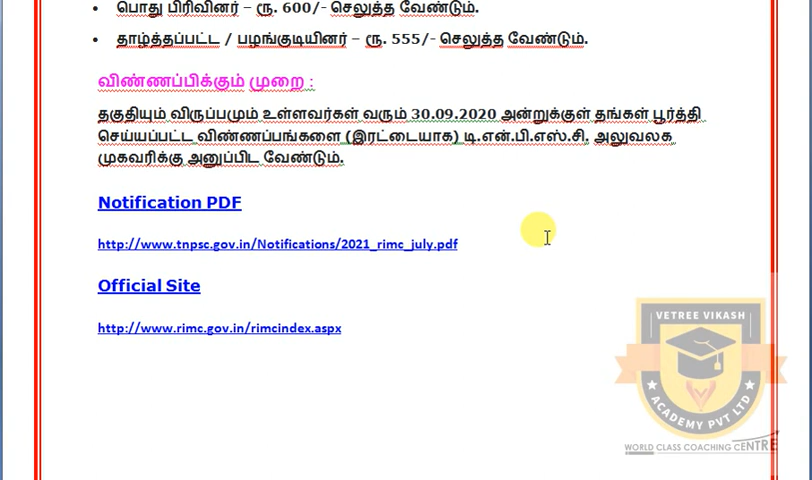 • பொது பிரிவினர் – ரூ. 600/- செலுத்த வேண்டும்.
• தாழ்த்தப்பட்ட / பழங்குடியினர் – ரூ. 555/- செலுத்த வேண்டும்.
விண்ணப்பிக்கும் முறை :
தகுதியும் விருப்பமும் உள்ளவர்கள் வரும் 30.09.2020 அன்றுக்குள் தங்கள் பூர்த்தி
செய்யப்பட்ட விண்ணப்பங்களை (இரட்டையாக) டி.என்.பி.எஸ்.சி, அலுவலக
முகவரிக்கு அனுப்பிட வேண்டும்.
Notification PDF
http://www.tnpsc.gov.in/Notifications/2021_rimc_july.pdf
Official Site
http://www.rimc.gov.in/rimcindex.aspx
VETREE VIKASH
ACADEMY PVT LTD
WORLD CLASS COACHING CENTRE